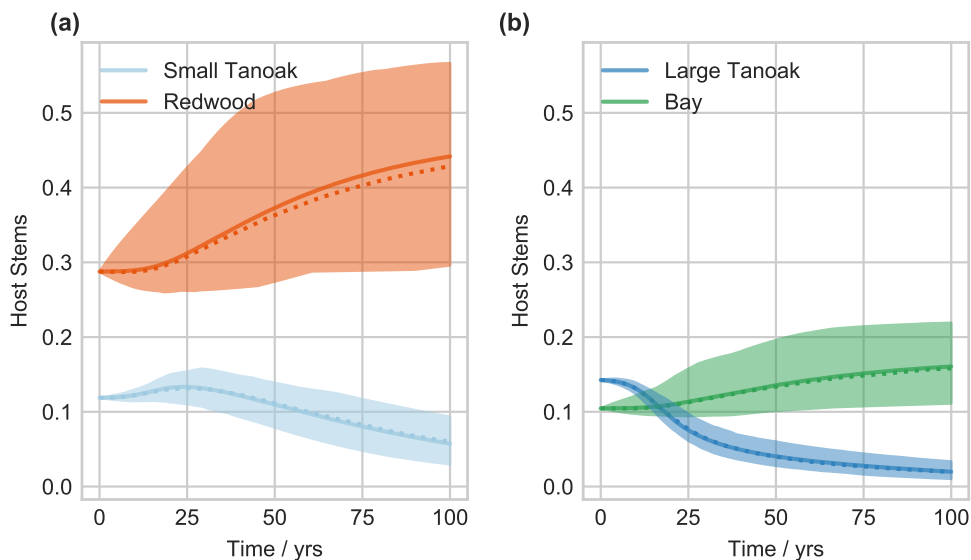 (a)
Small Tanoak
Redwood
0.5
0.4
0.3
0.2
0.1
0.0
Host Stems
0 25 50 75 100
Time / yrs
(b)
Large Tanoak
Bay
0.5
0.4
0.3
0.2
0.1
0.0
Host Stems
0 25 50 75 100
Time / yrs